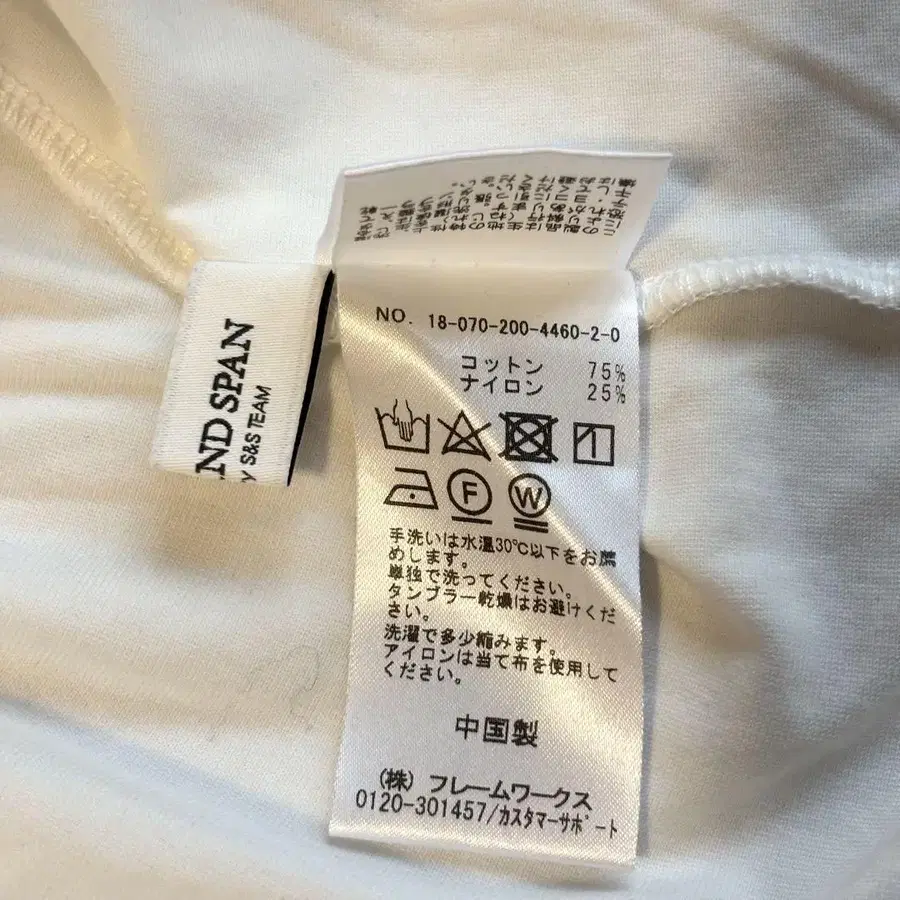 ND SPAN
y S&S TEAM
NO. 18-070-200-4460-2-0
コットン 75%
ナイロン 25%
F
W
手洗いは水温30℃以下をお薦
めします。
単独で洗ってください。
タンブラー乾燥はお避けくだ
さい。
洗濯で多少縮みます。
アイロンは当て布を使用して
ください。
中国製
(株) フレームワークス
0120-301457/カスタマーサポート